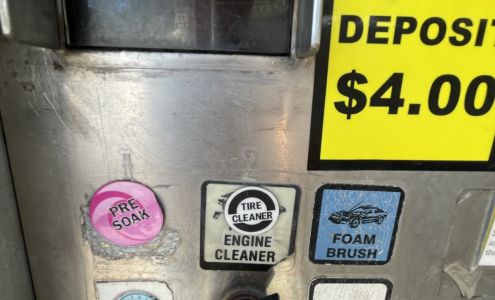 DEPOSIT
$4.00
PRE
SOAK
TIRE
CLEANER
ENGINE
CLEANER
FOAM
BRUSH